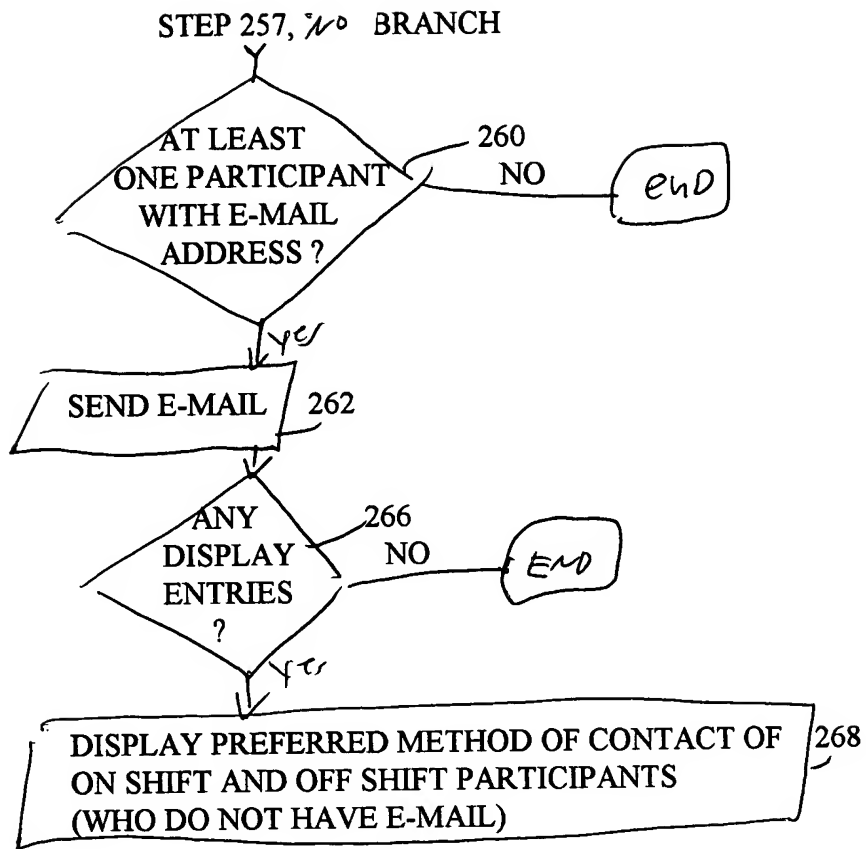 STEP 257, NO BRANCH
AT LEAST
ONE PARTICIPANT
WITH E-MAIL
ADDRESS ?
260
NO
enD
yes
SEND E-MAIL
262
ANY
DISPLAY
ENTRIES
?
266
NO
END
yes
DISPLAY PREFERRED METHOD OF CONTACT OF
ON SHIFT AND OFF SHIFT PARTICIPANTS
(WHO DO NOT HAVE E-MAIL)
268